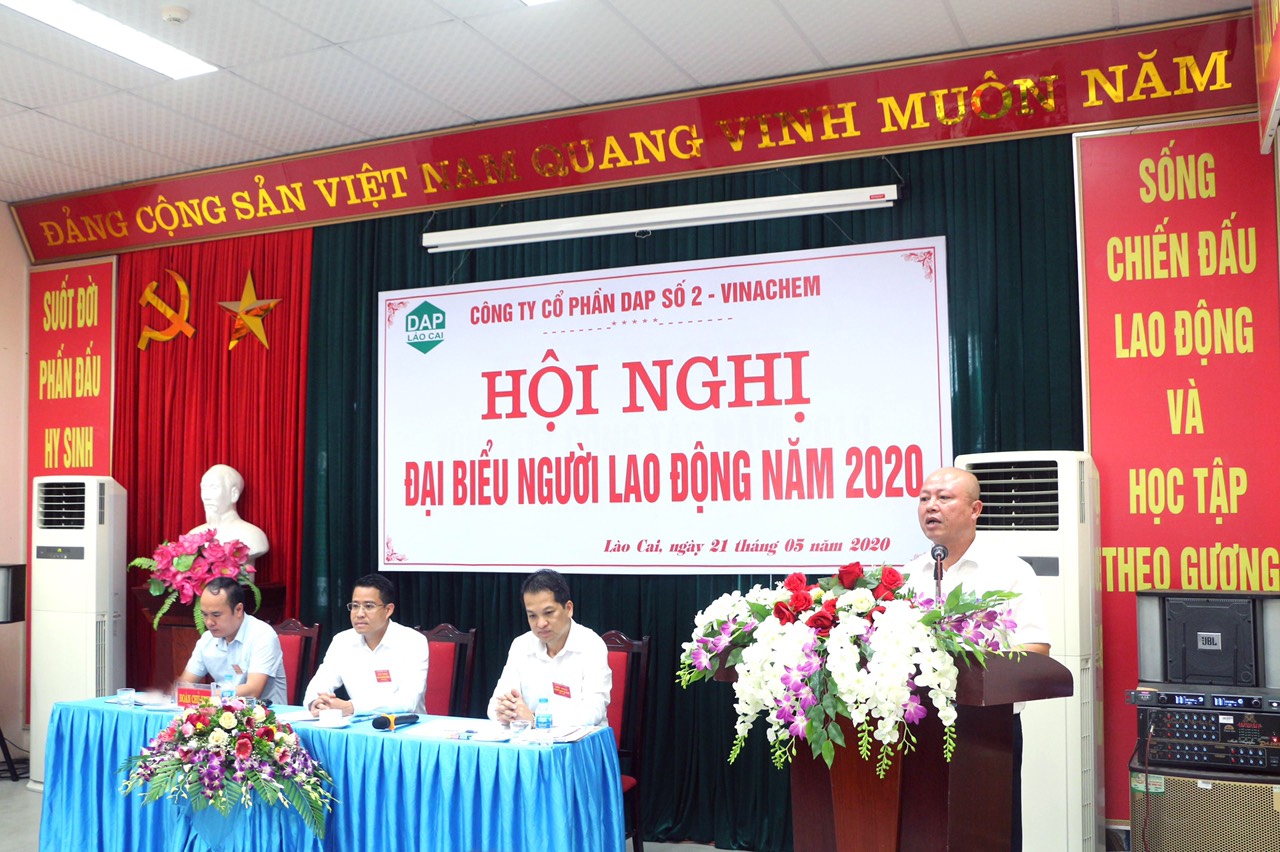 ĐẢNG CỘNG SẢN VIỆT NAM QUANG VINH MUÔN NĂM
SUỐT ĐỜI
PHẤN ĐẤU
HY SINH
DAP
LÀO CAI
CÔNG TY CỔ PHẦN DAP SỐ 2 - VINACHEM
HỘI NGHỊ
ĐẠI BIỂU NGƯỜI LAO ĐỘNG NĂM 2020
Lào Cai, ngày 21 tháng 05 năm 2020
SỐNG
CHIẾN ĐẤU
LAO ĐỘNG
VÀ
HỌC TẬP
THEO GƯƠNG
JBL